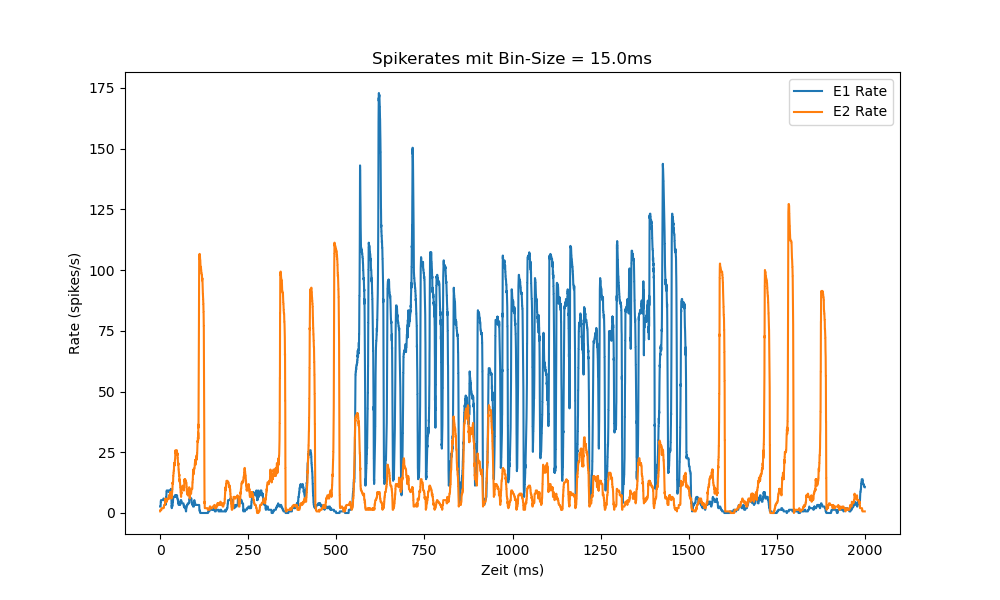 Spikerates mit Bin-Size = 15.0ms
E1 Rate
E2 Rate
175
150
125
100
75
50
25
0
Rate (spikes/s)
0 250 500 750 1000 1250 1500 1750 2000
Zeit (ms)